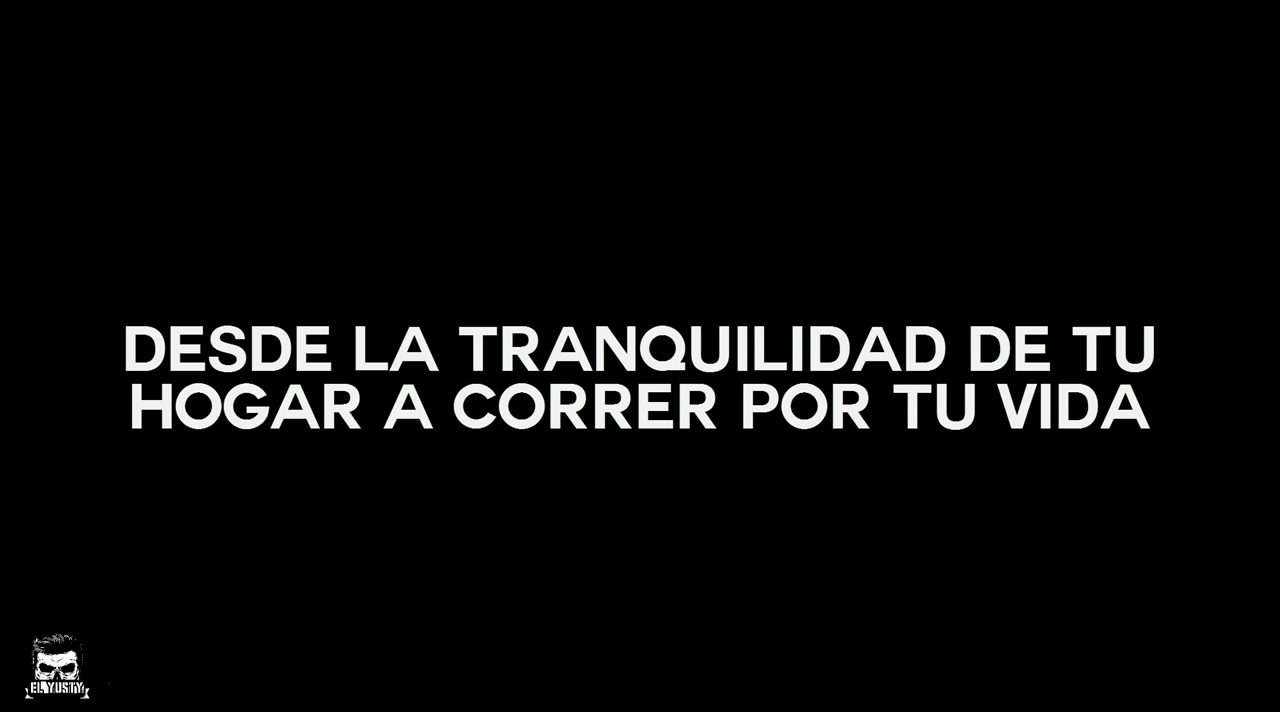 DESDE LA TRANQUILIDAD DE TU
HOGAR A CORRER POR TU VIDA
EL YUSTY